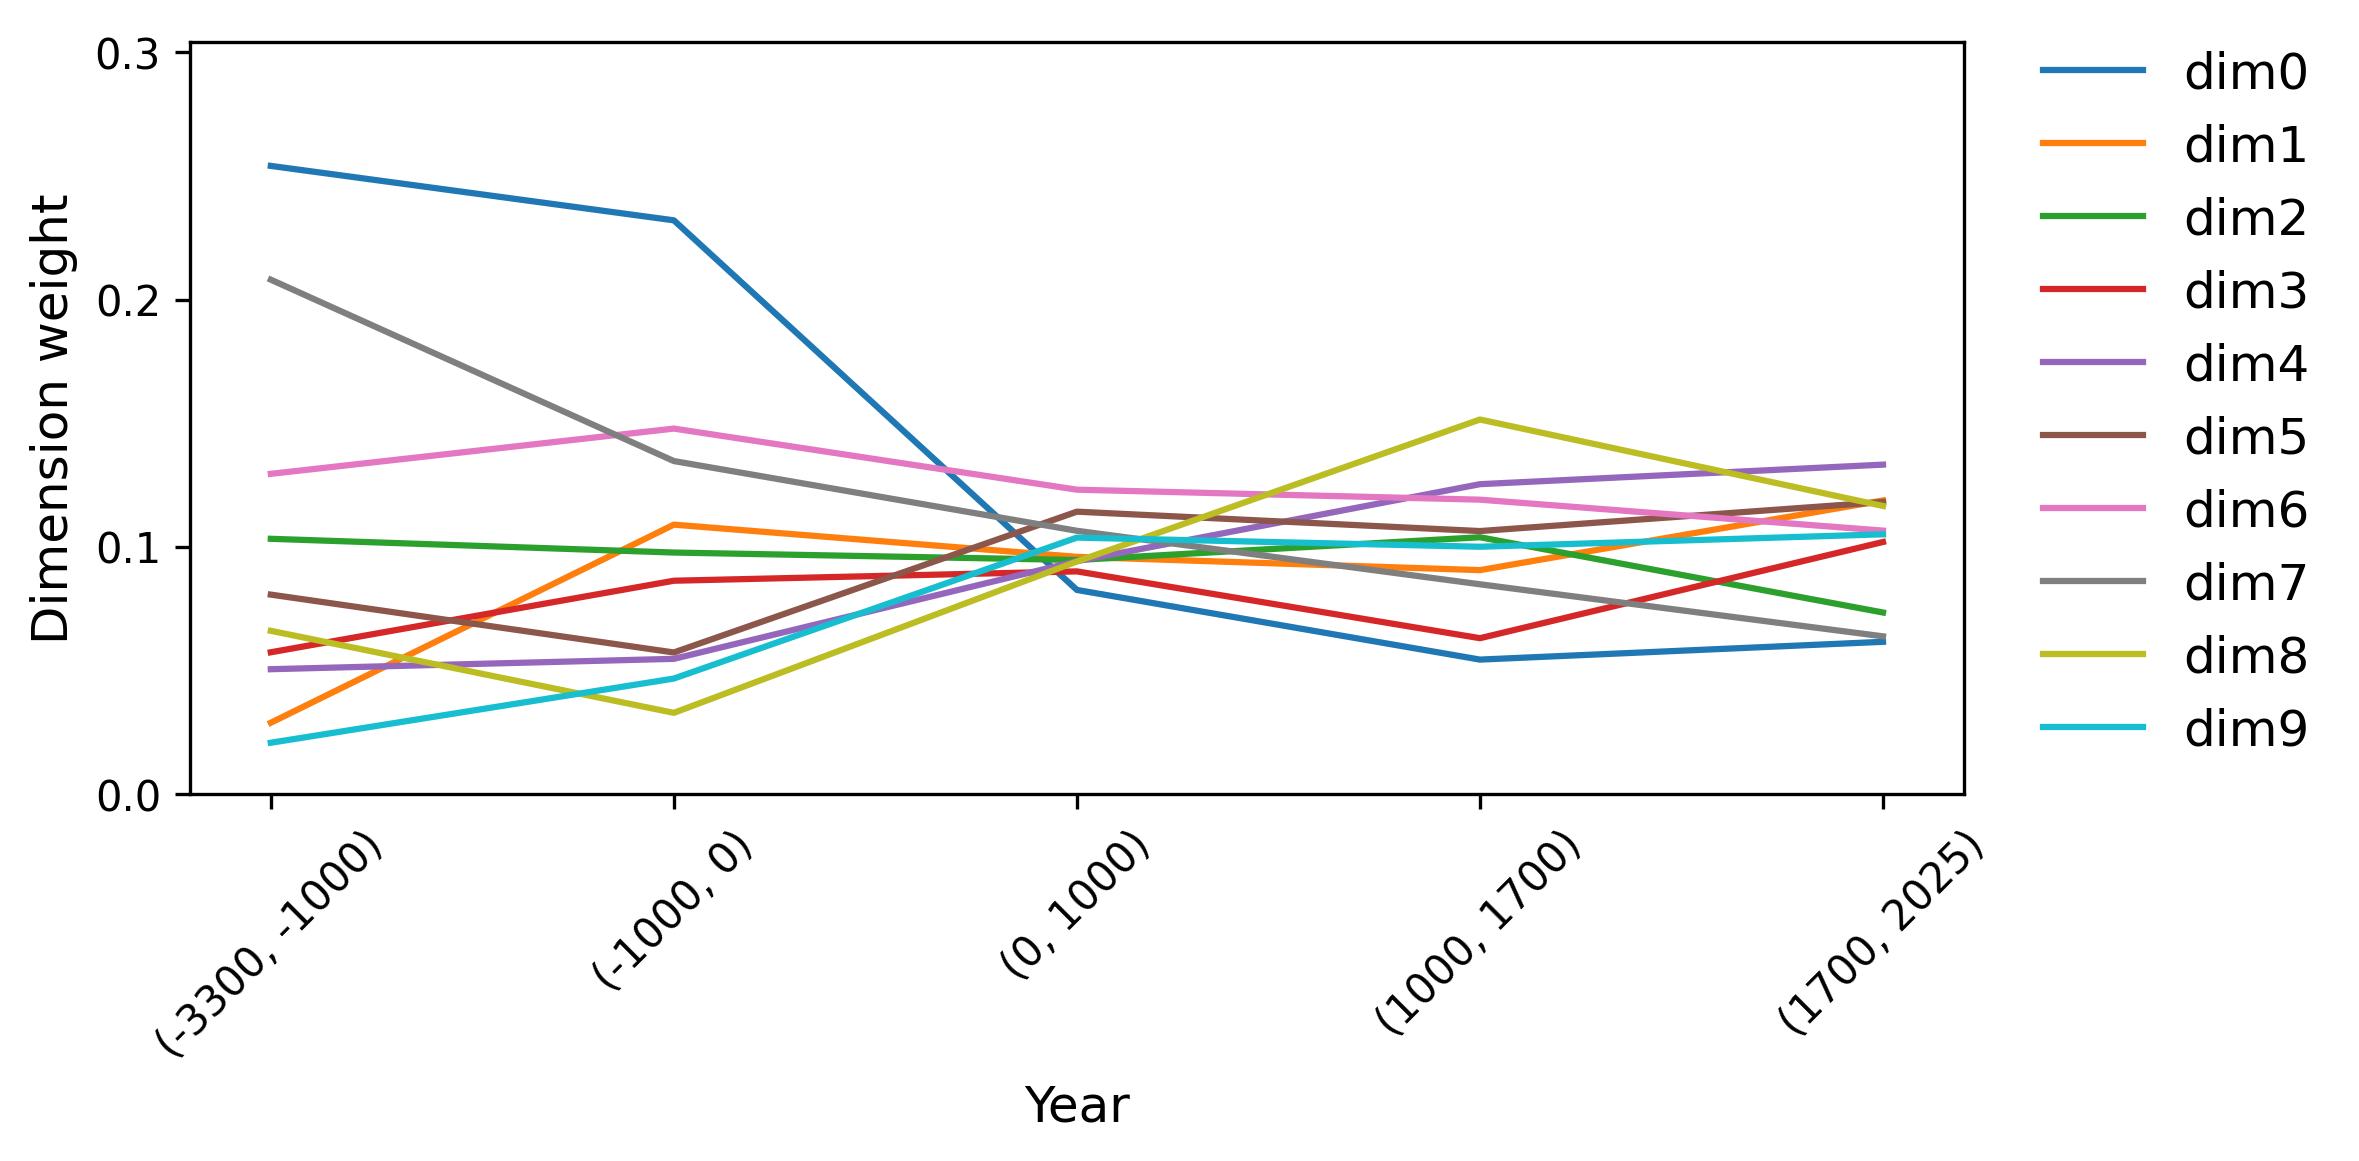 0.3
0.2
0.1
0.0
Dimension weight
(-3300, -1000)
(-1000, 0)
(0, 1000)
(1000, 1700)
(1700, 2025)
Year
dim0
dim1
dim2
dim3
dim4
dim5
dim6
dim7
dim8
dim9